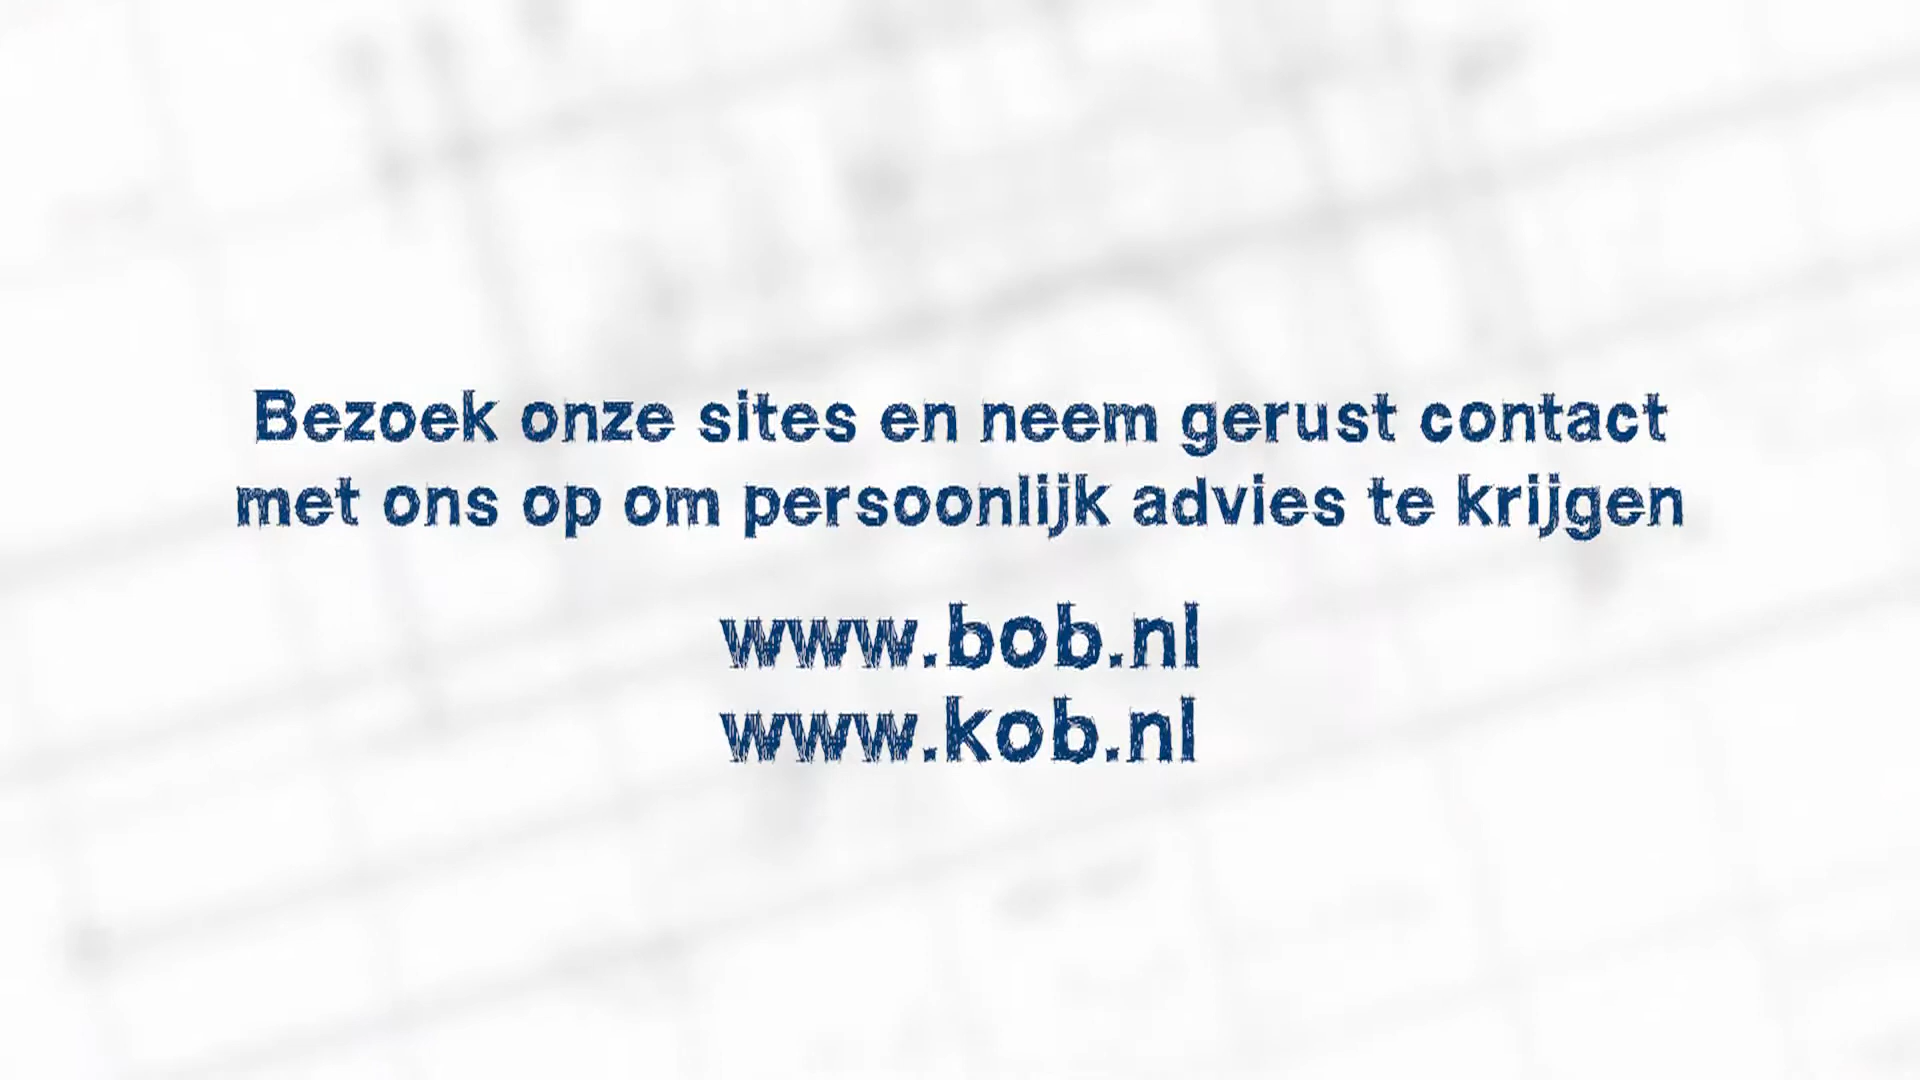 Bezoek onze sites en neem gerust contact
met ons op om persoonlijk advies te krijgen
www.bob.nl
www.kob.nl